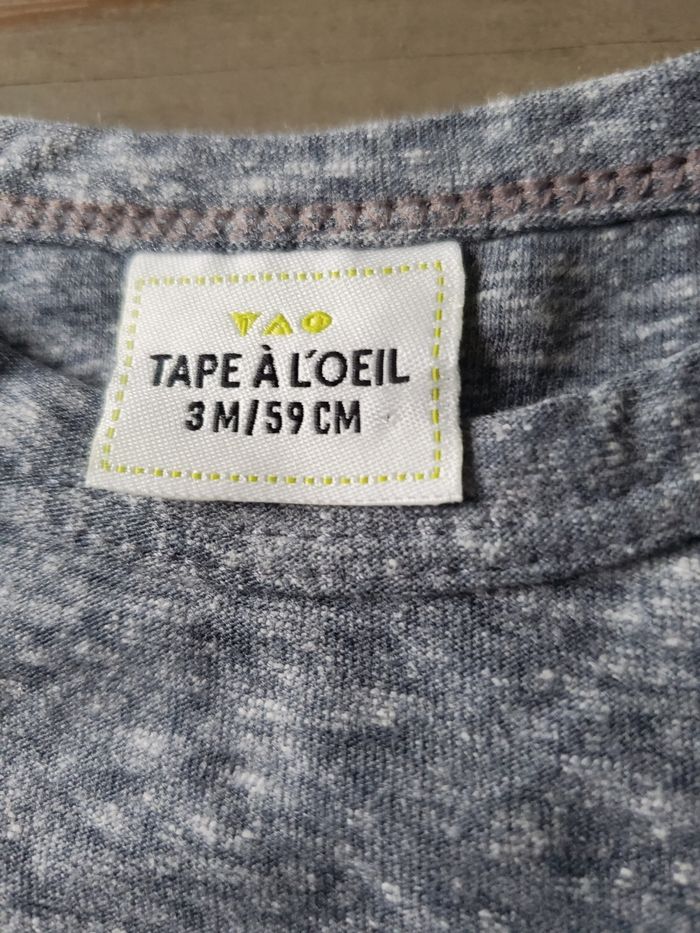 TAO
TAPE À L'OEIL
3 M/59 CM